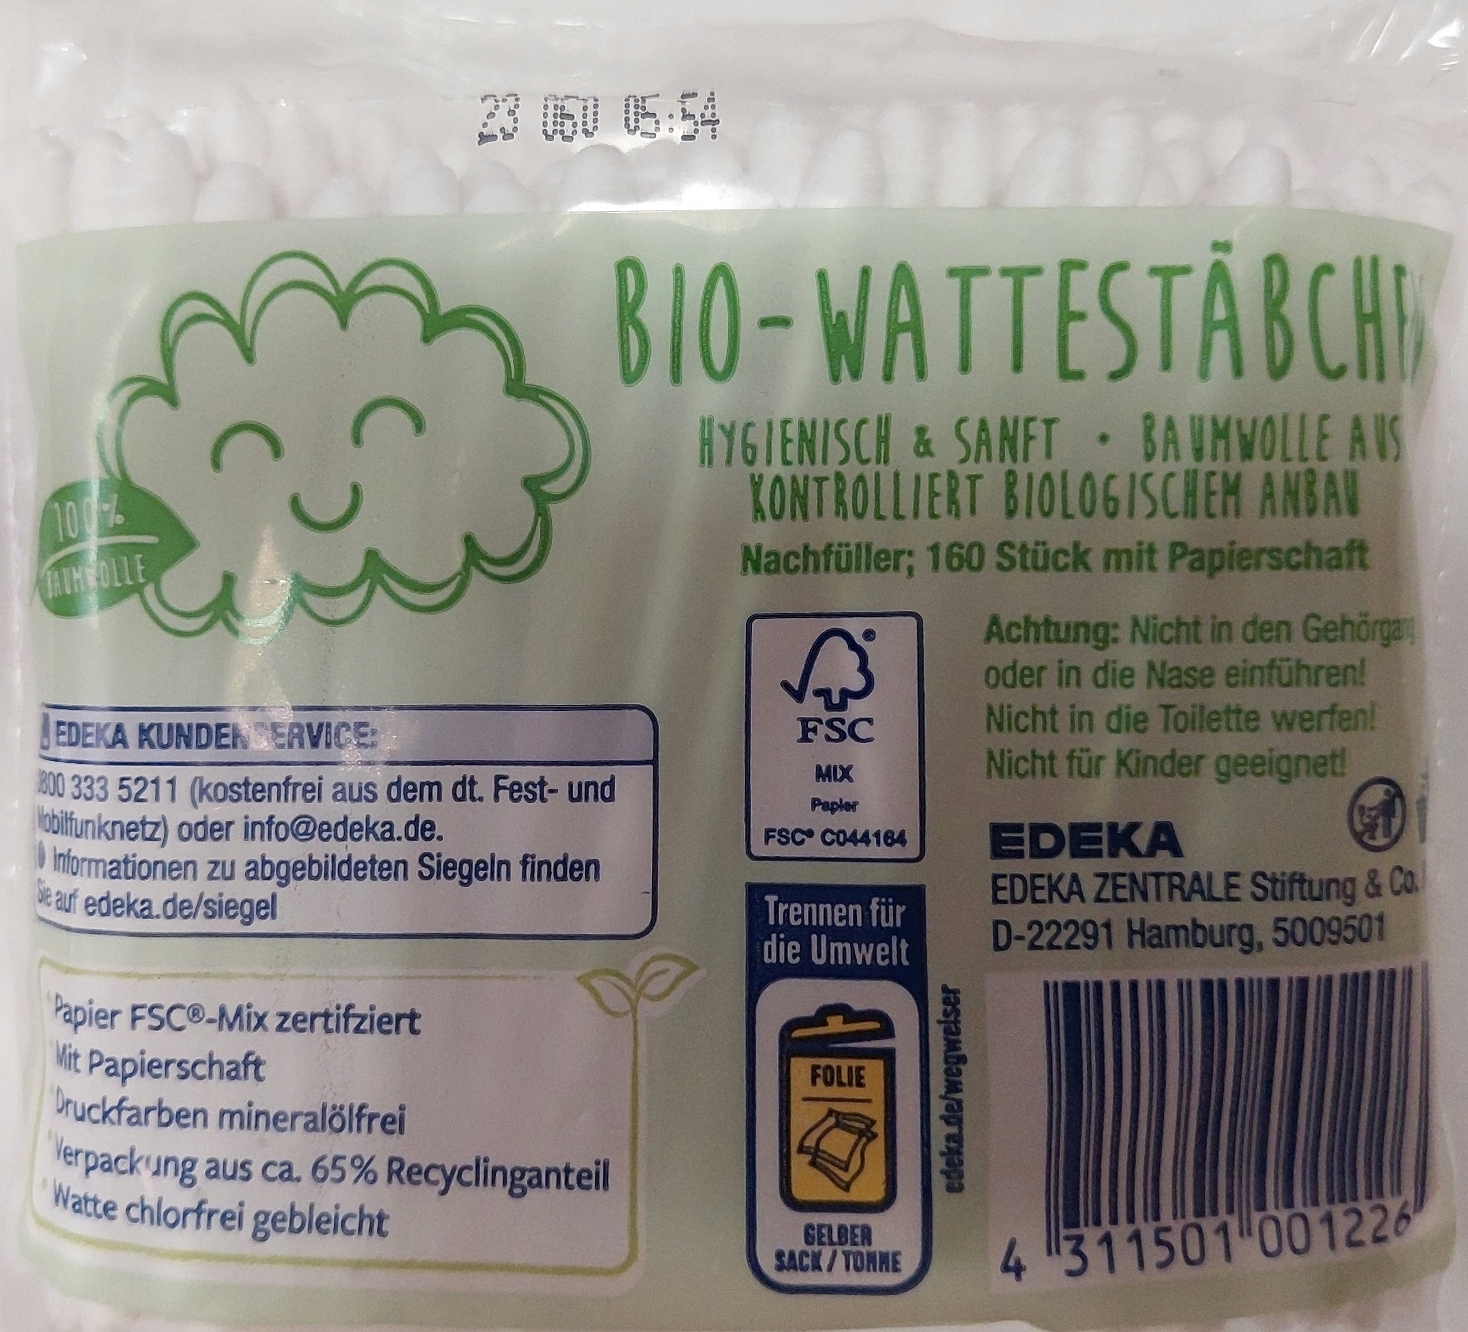 23 060 05:54
BIO-WATTESTÄBCHEN
HYGIENISCH & SANFT • BAUMWOLLE AUS
KONTROLLIERT BIOLOGISCHEM ANBAU
Nachfüller; 160 Stück mit Papierschaft
100%
BAUMWOLLE
EDEKA KUNDENSERVICE:
0800 333 5211 (kostenfrei aus dem dt. Fest- und
Mobilfunknetz) oder info@edeka.de.
Informationen zu abgebildeten Siegeln finden
Sie auf edeka.de/siegel
Papier FSC®-Mix zertifziert
Mit Papierschaft
Druckfarben mineralölfrei
Verpackung aus ca. 65% Recyclinganteil
Watte chlorfrei gebleicht
®
FSC
MIX
Papier
FSC® C044164
Trennen für
die Umwelt
FOLIE
GELBER
SACK / TONNE
edeka.de/wegweiser
Achtung: Nicht in den Gehörgang
oder in die Nase einführen!
Nicht in die Toilette werfen!
Nicht für Kinder geeignet!
EDEKA
EDEKA ZENTRALE Stiftung & Co.
D-22291 Hamburg, 5009501
4 311501 001226